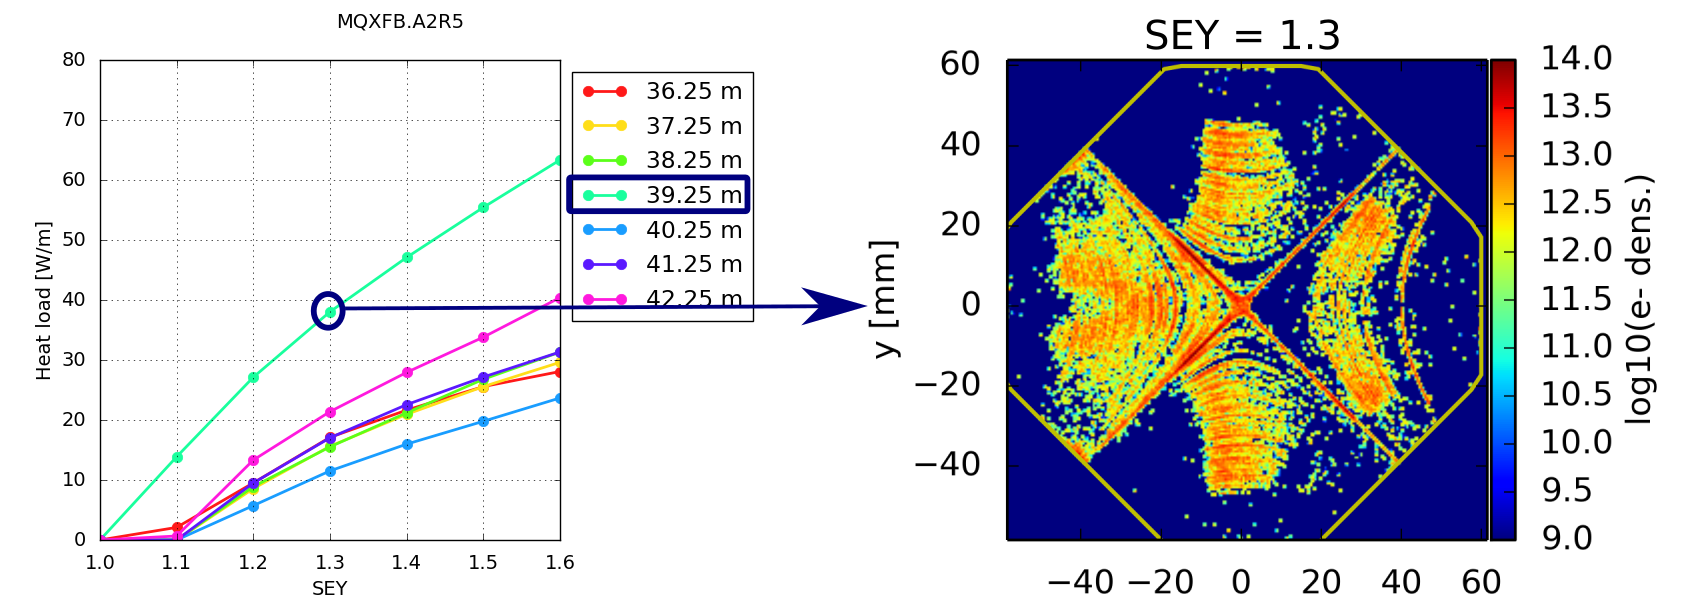 MQXFB.A2R5
80
70
60
50
40
30
20
10
0
Heat load [W/m]
1.0 1.1 1.2 1.3 1.4 1.5 1.6
SEY
36.25 m
37.25 m
38.25 m
39.25 m
40.25 m
41.25 m
42.25 m
SEY = 1.3
60
40
20
0
−20
−40
y [mm]
−40 −20 0 20 40 60
14.0
13.5
13.0
12.5
12.0
11.5
11.0
10.5
10.0
9.5
9.0
log10(e- dens.)